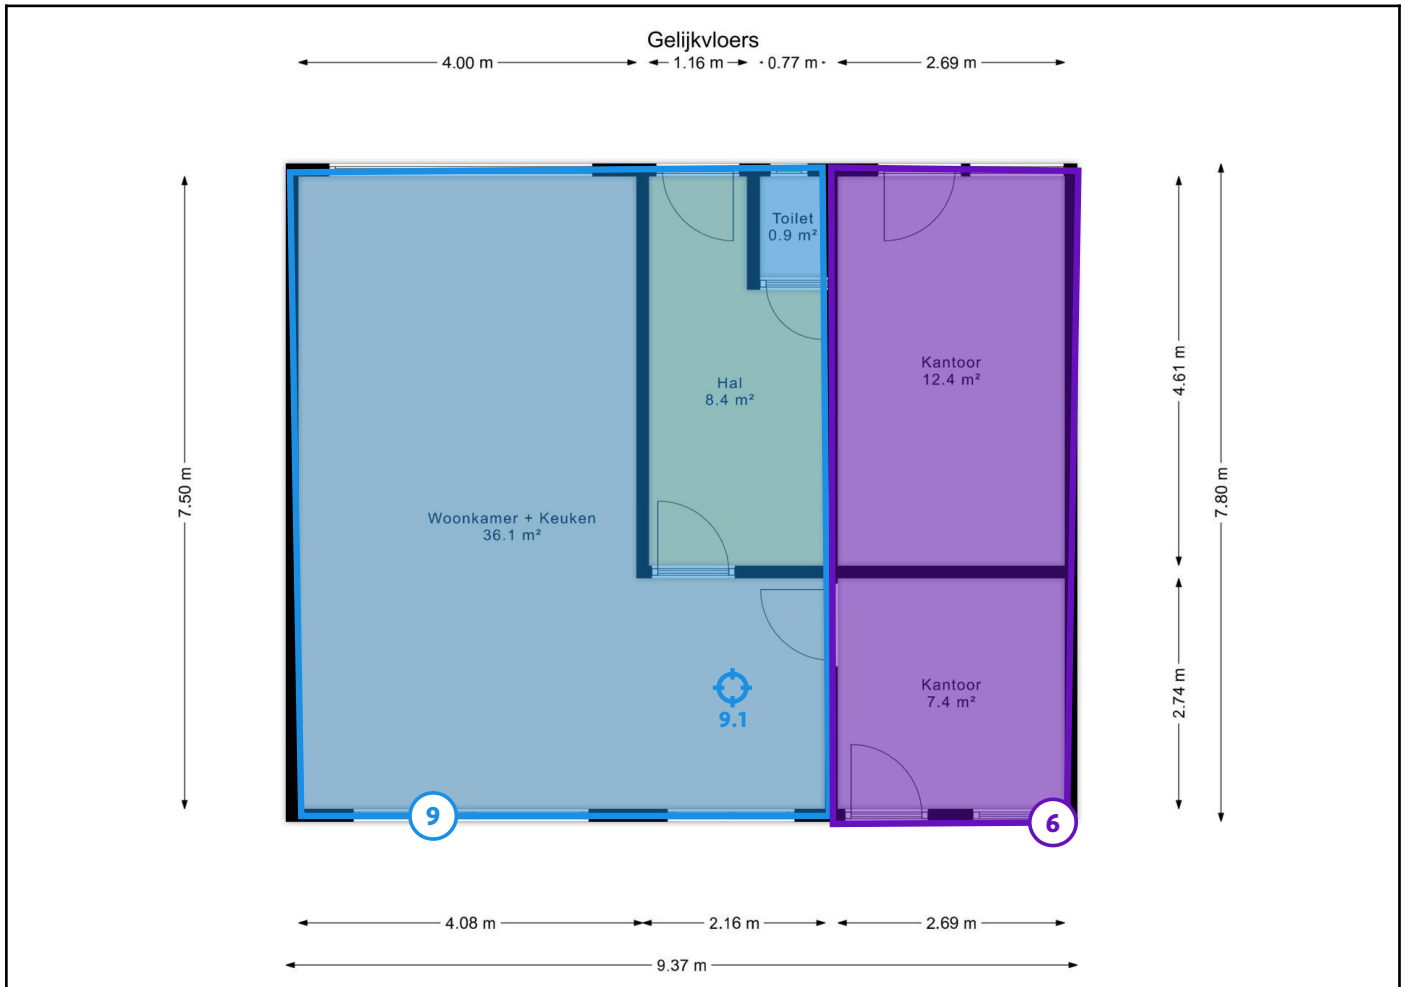 Gelijkvloers
4.00 m
1.16 m
0.77 m
2.69 m
Toilet
0.9 m²
Kantoor
12.4 m²
Hal
8.4 m²
4.61 m
7.50 m
7.80 m
Woonkamer + Keuken
36.1 m²
Kantoor
7.4 m²
2.74 m
9.1
9
6
4.08 m
2.16 m
2.69 m
9.37 m